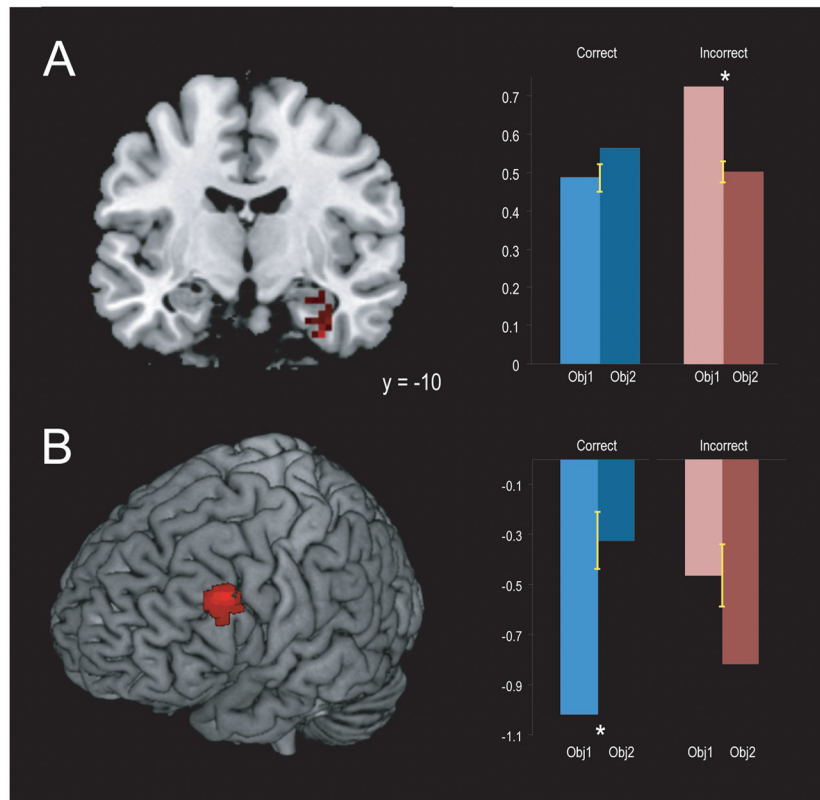 A
Correct Incorrect
*
0.7
0.6
0.5
0.4
0.3
0.2
0.1
0
Obj1 Obj2 Obj1 Obj2
y = -10
B
Correct Incorrect
-0.1
-0.3
-0.5
-0.7
-0.9
-1.1
*
Obj1 Obj2 Obj1 Obj2